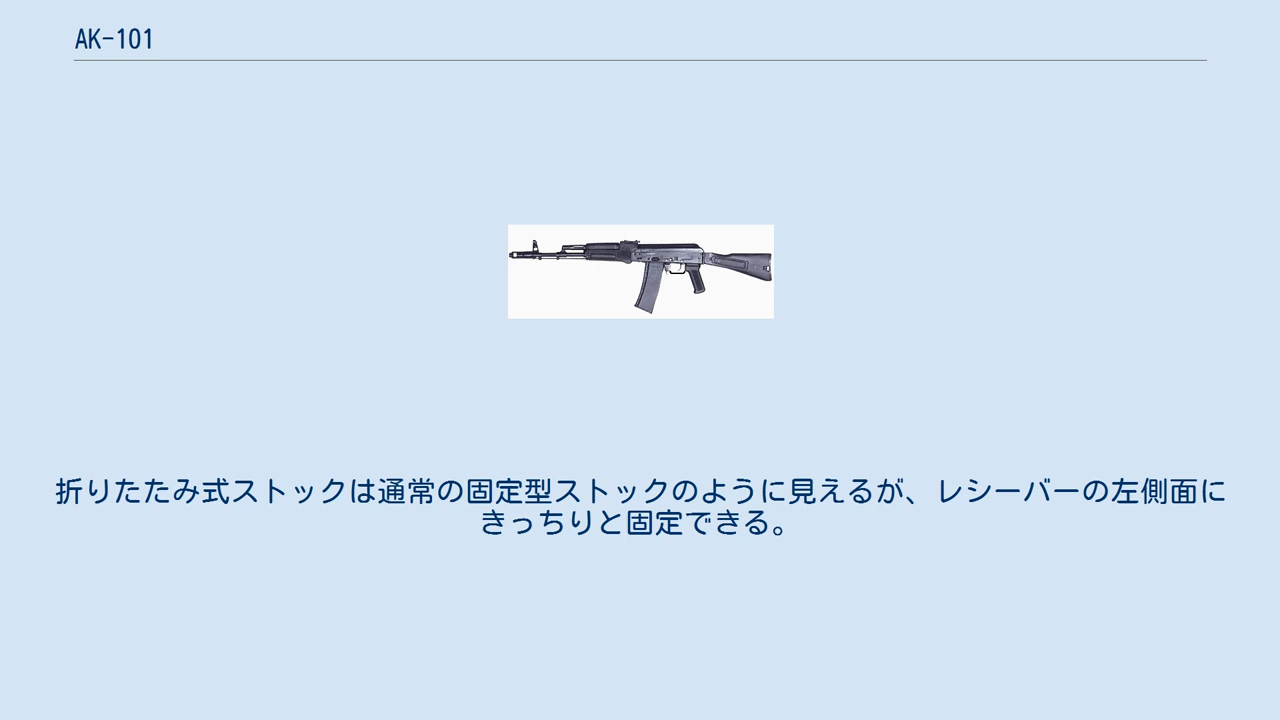 AK-101
折りたたみ式ストックは通常の固定型ストックのように見えるが、レシーバーの左側面に
きっちりと固定できる。